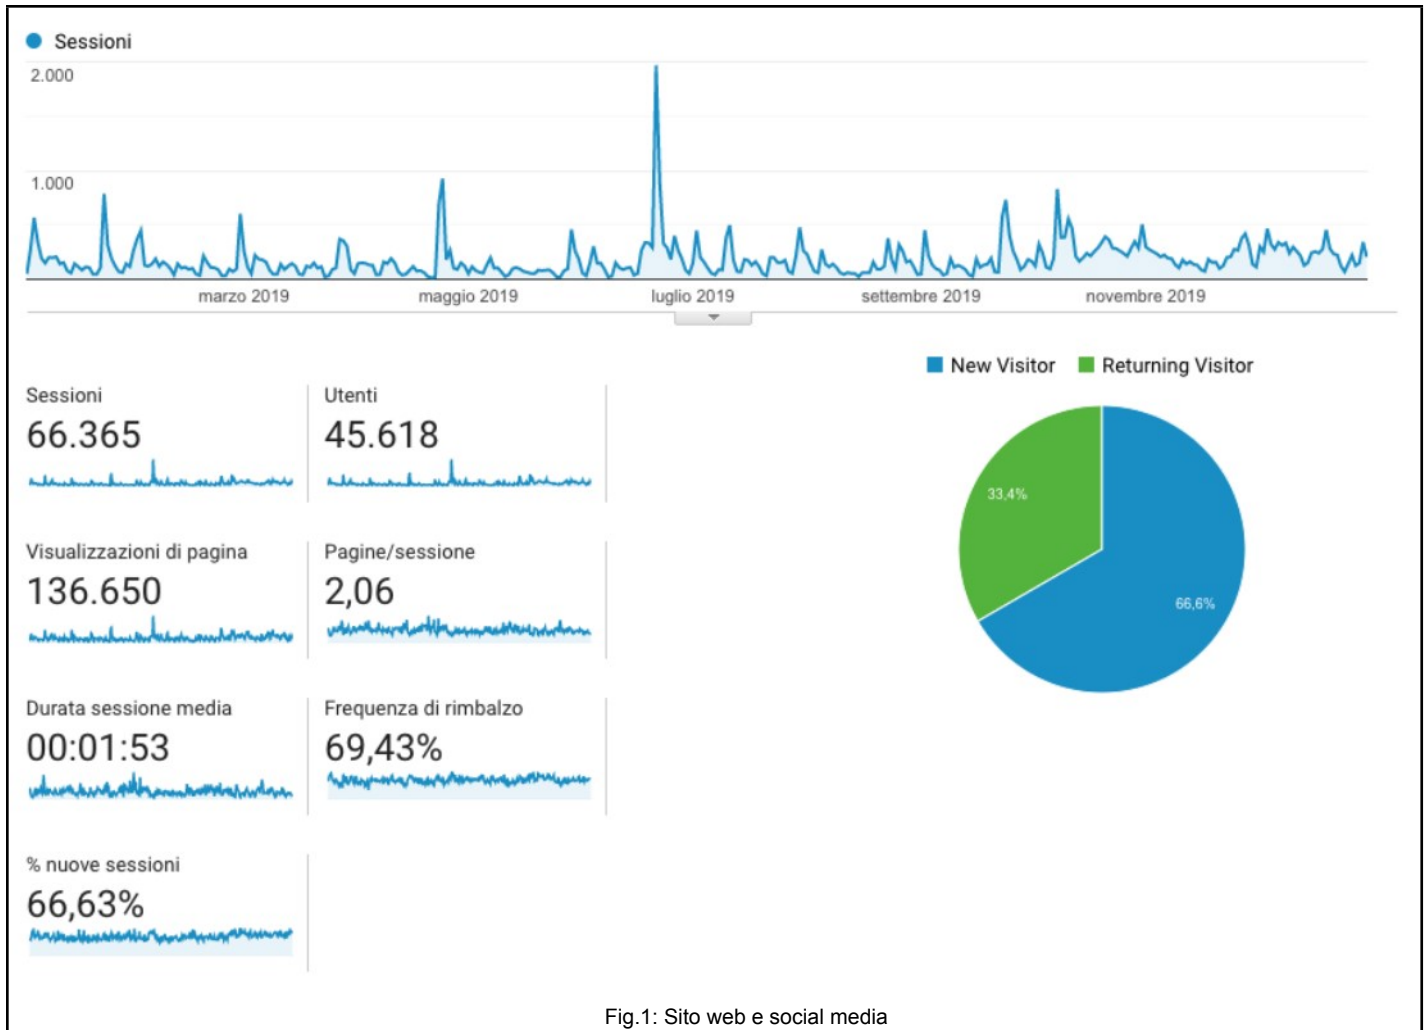 Sessioni
2.000
1.000
marzo 2019
maggio 2019
luglio 2019
settembre 2019
novembre 2019
New Visitor
Returning Visitor
Sessioni
66.365
Utenti
45.618
Visualizzazioni di pagina
136.650
Pagine/sessione
2,06
Durata sessione media
00:01:53
Frequenza di rimbalzo
69,43%
% nuove sessioni
66,63%
33,4%
66,6%
Fig.1: Sito web e social media